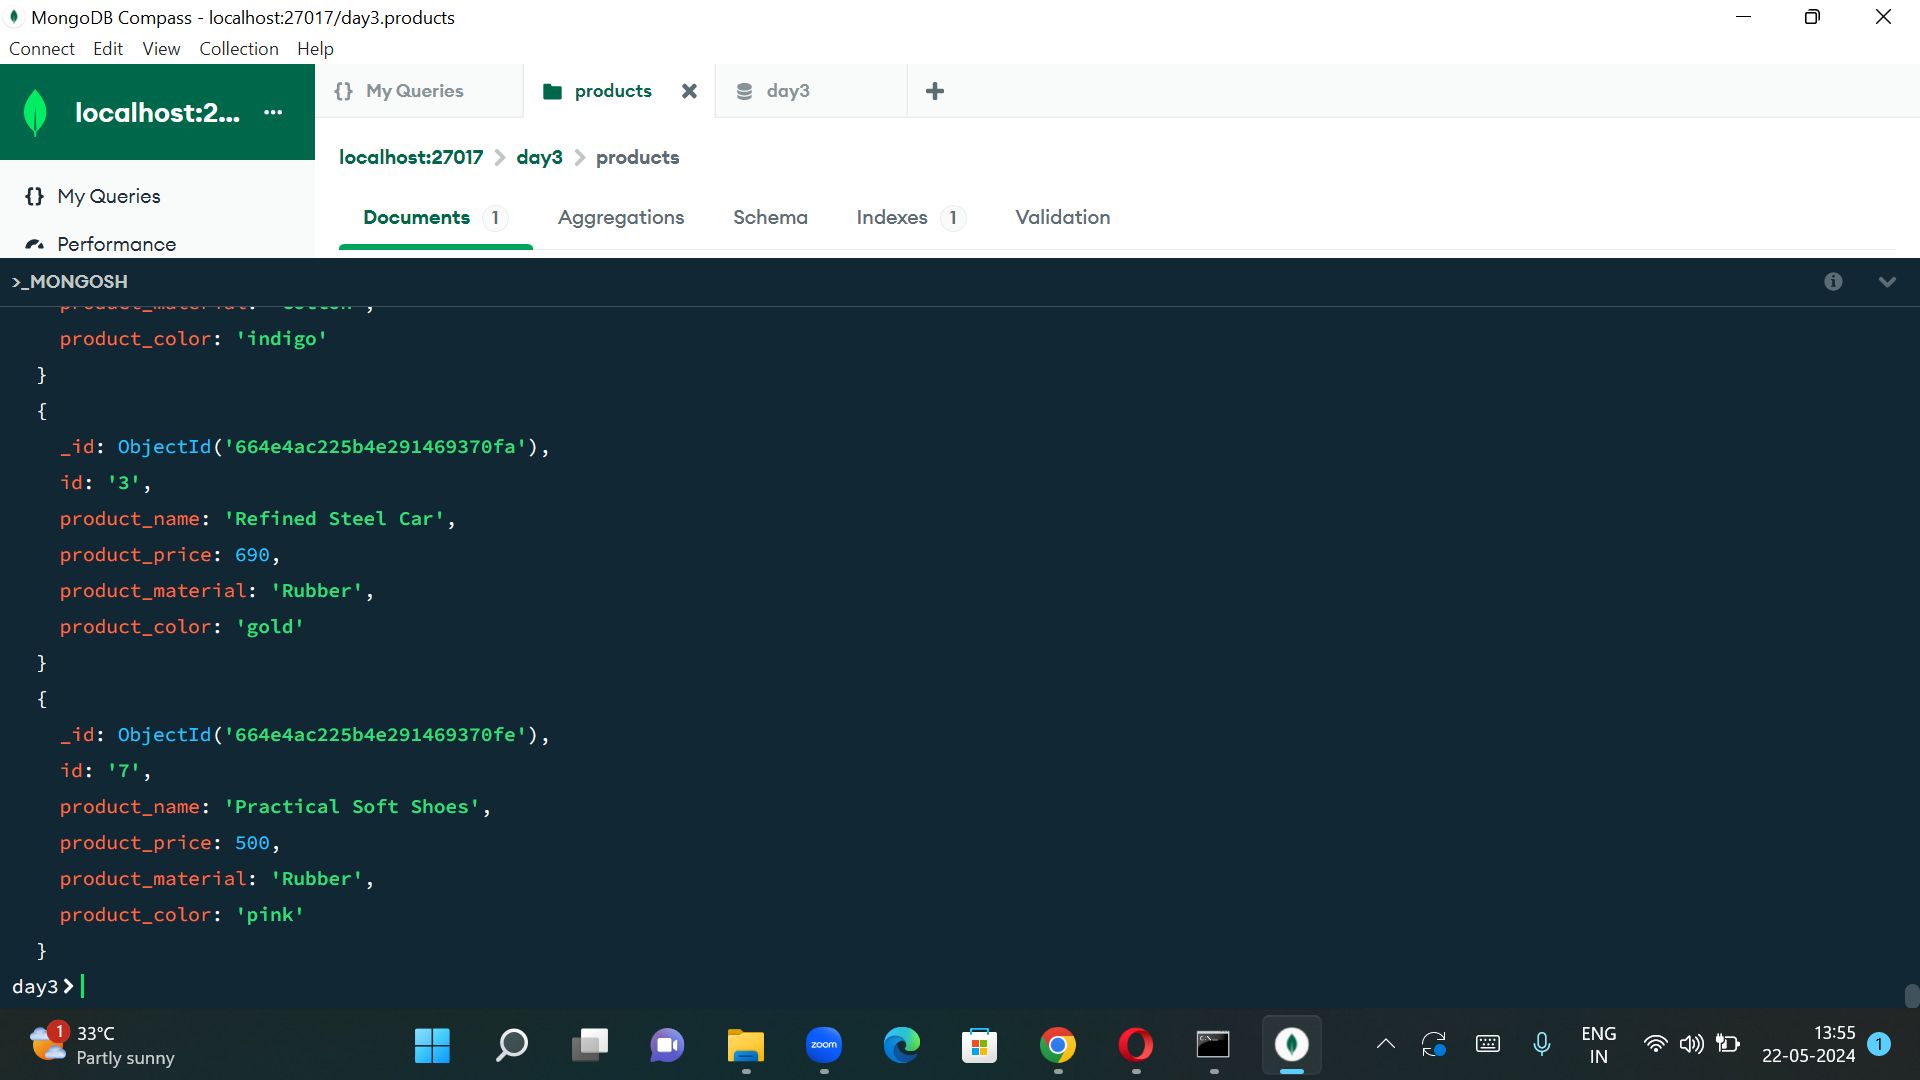 MongoDB Compass - localhost:27017/day3.products
Connect Edit View Collection Help
localhost:2... ...
{} My Queries
products
day3
+
localhost:27017 > day3 > products
{} My Queries
Performance
Documents 1 Aggregations Schema Indexes 1 Validation
>_MONGOSH
product_material: 'Cotton',
product_color: 'indigo'
}
{
_id: ObjectId('664e4ac225b4e291469370fa'),
id: '3',
product_name: 'Refined Steel Car',
product_price: 690,
product_material: 'Rubber',
product_color: 'gold'
}
{
_id: ObjectId('664e4ac225b4e291469370fe'),
id: '7',
product_name: 'Practical Soft Shoes',
product_price: 500,
product_material: 'Rubber',
product_color: 'pink'
}
day3>
1
33°C
Partly sunny
zoom
ENG
IN
13:55
22-05-2024
1